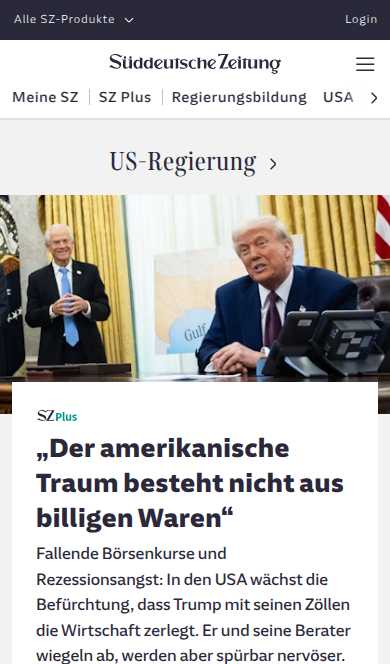 Alle SZ-Produkte
Login
Süddeutsche Zeitung
Meine SZ
SZ Plus
Regierungsbildung
USA
US-Regierung
Gulf
SZ Plus
„Der amerikanische
Traum besteht nicht aus
billigen Waren“
Fallende Börsenkurse und
Rezessionsangst: In den USA wächst die
Befürchtung, dass Trump mit seinen Zöllen
die Wirtschaft zerlegt. Er und seine Berater
wiegeln ab, werden aber spürbar nervöser.